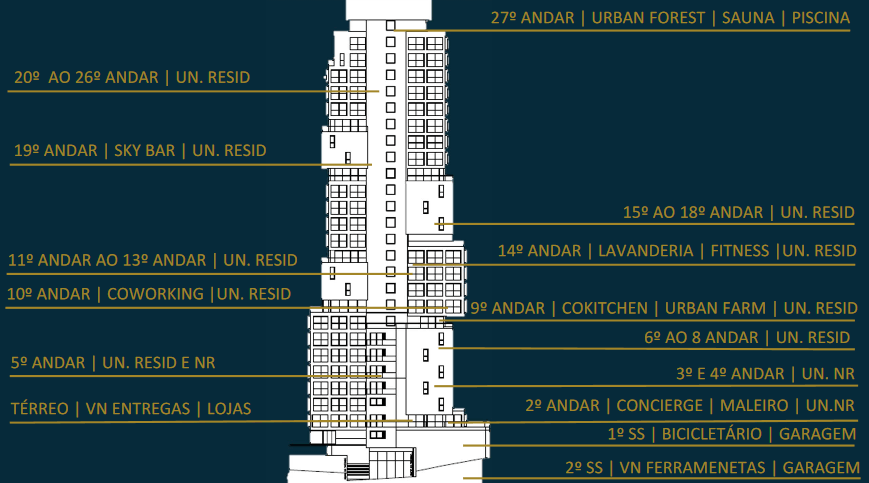 27º ANDAR | URBAN FOREST | SAUNA | PISCINA
20º AO 26º ANDAR | UN. RESID
19º ANDAR | SKY BAR | UN. RESID
15º AO 18º ANDAR | UN. RESID
14º ANDAR | LAVANDERIA | FITNESS |UN. RESID
11º ANDAR AO 13º ANDAR | UN. RESID
10º ANDAR | COWORKING |UN. RESID
9º ANDAR | COKITCHEN | URBAN FARM | UN. RESID
6º AO 8 ANDAR | UN. RESID
5º ANDAR | UN. RESID E NR
3º E 4º ANDAR | UN. NR
TÉRREO | VN ENTREGAS | LOJAS
2º ANDAR | CONCIERGE | MALEIRO | UN.NR
1º SS | BICICLETÁRIO | GARAGEM
2º SS | VN FERRAMENETAS | GARAGEM